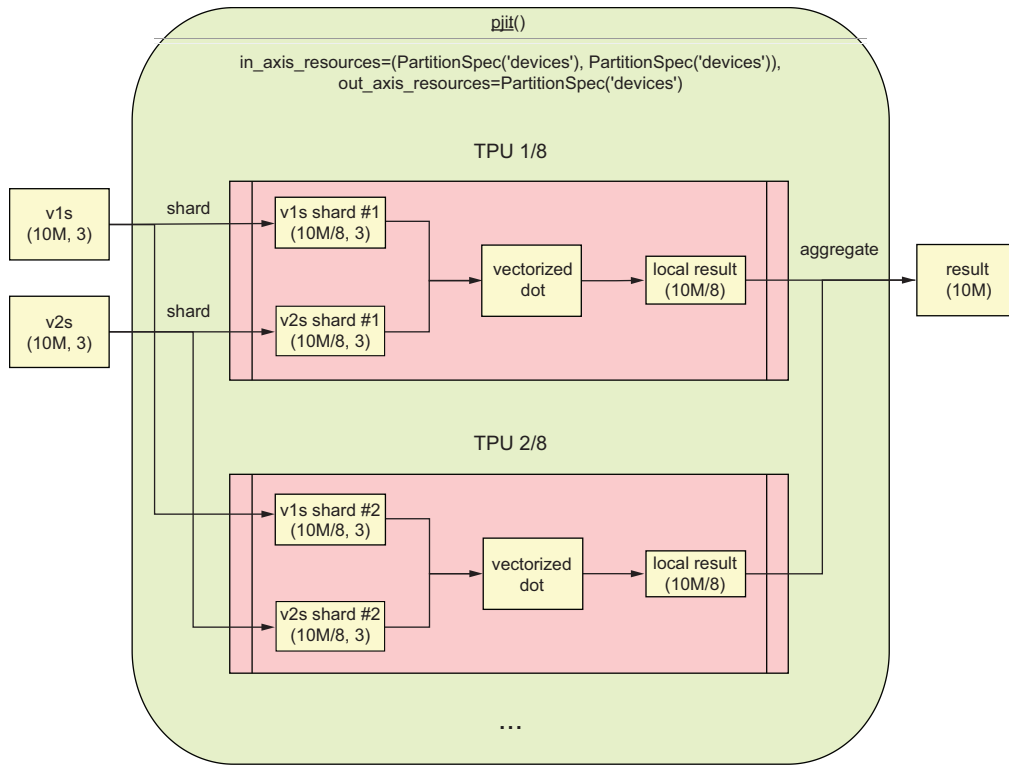 pjit()
in_axis_resources=(PartitionSpec('devices'), PartitionSpec('devices')),
out_axis_resources=PartitionSpec('devices')
TPU 1/8
v1s
(10M, 3)
shard
v1s shard #1
(10M/8, 3)
vectorized
dot
local result
(10M/8)
aggregate
result
(10M)
v2s
(10M, 3)
shard
v2s shard #1
(10M/8, 3)
TPU 2/8
v1s shard #2
(10M/8, 3)
vectorized
dot
local result
(10M/8)
v2s shard #2
(10M/8, 3)
...